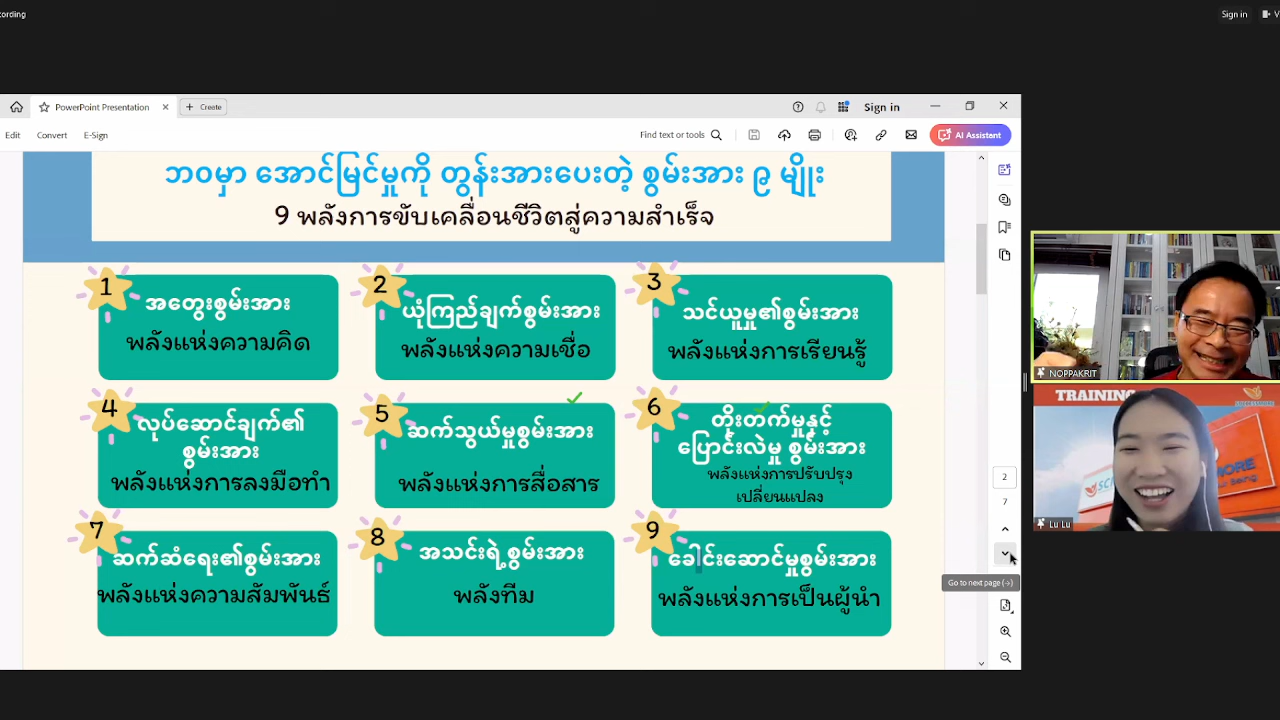 cording
Sign in
V
PowerPoint Presentation
Create
Sign in
Edit
Convert
E-Sign
Find text or tools
AI Assistant
ဘဝမှာ အောင်မြင်မှုကို တွန်းအားပေးတဲ့ စွမ်းအား ၉ မျိုး
9 พลังการขับเคลื่อนชีวิตสู่ความสำเร็จ
1
အတွေးစွမ်းအား
พลังแห่งความคิด
2
ယုံကြည်ချက်စွမ်းအား
พลังแห่งความเชื่อ
3
သင်ယူမှု၏စွမ်းအား
พลังแห่งการเรียนรู้
4
လုပ်ဆောင်ချက်၏
စွမ်းအား
พลังแห่งการลงมือทำ
5
ဆက်သွယ်မှုစွမ်းအား
พลังแห่งการสื่อสาร
6
တိုးတက်မှုနှင့်
ပြောင်းလဲမှု စွမ်းအား
พลังแห่งการปรับปรุง
เปลี่ยนแปลง
7
ဆက်ဆံရေး၏စွမ်းအား
พลังแห่งความสัมพันธ์
8
အသင်းရဲ့စွမ်းအား
พลังทีม
9
ခေါင်းဆောင်မှုစွမ်းအား
พลังแห่งการเป็นผู้นำ
2
7
Go to next page (→)
NOPPAKRIT
TRAINING
Lu Lu